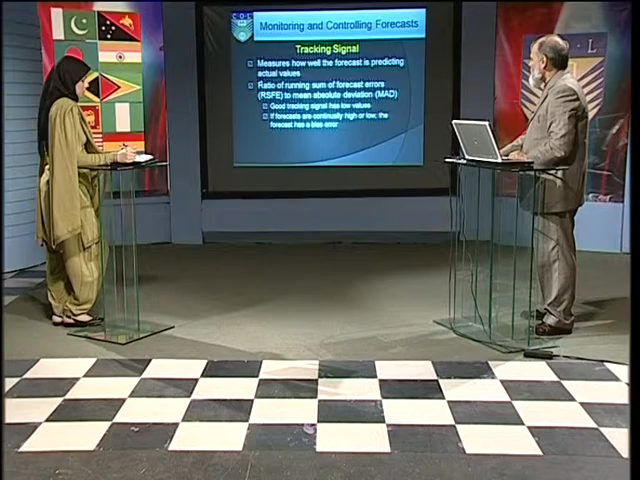 COL
Monitoring and Controlling Forecasts
Tracking Signal
Measures how well the forecast is predicting
actual values
Ratio of running sum of forecast errors
(RSFE) to mean absolute deviation (MAD)
Good tracking signal has low values
If forecasts are continually high or low, the
forecast has a bias error
L